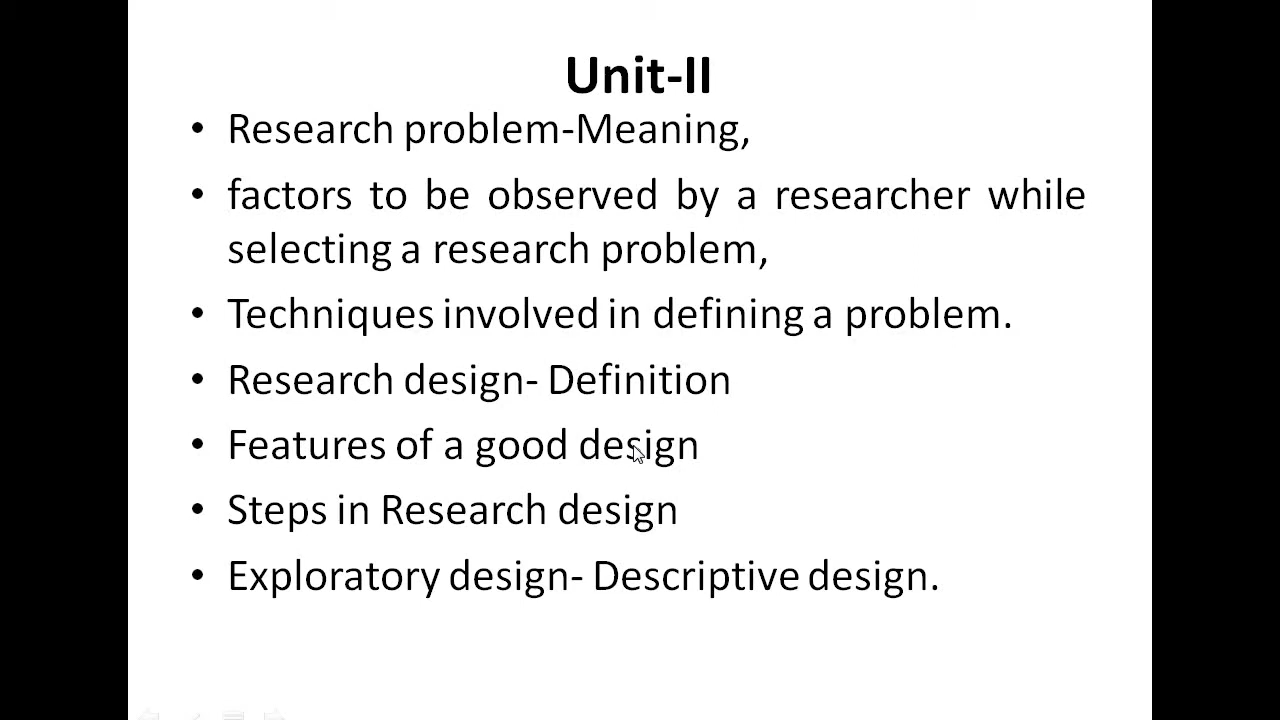 Unit-II
• Research problem-Meaning,
• factors to be observed by a researcher while
selecting a research problem,
• Techniques involved in defining a problem.
• Research design- Definition
• Features of a good design
• Steps in Research design
• Exploratory design- Descriptive design.